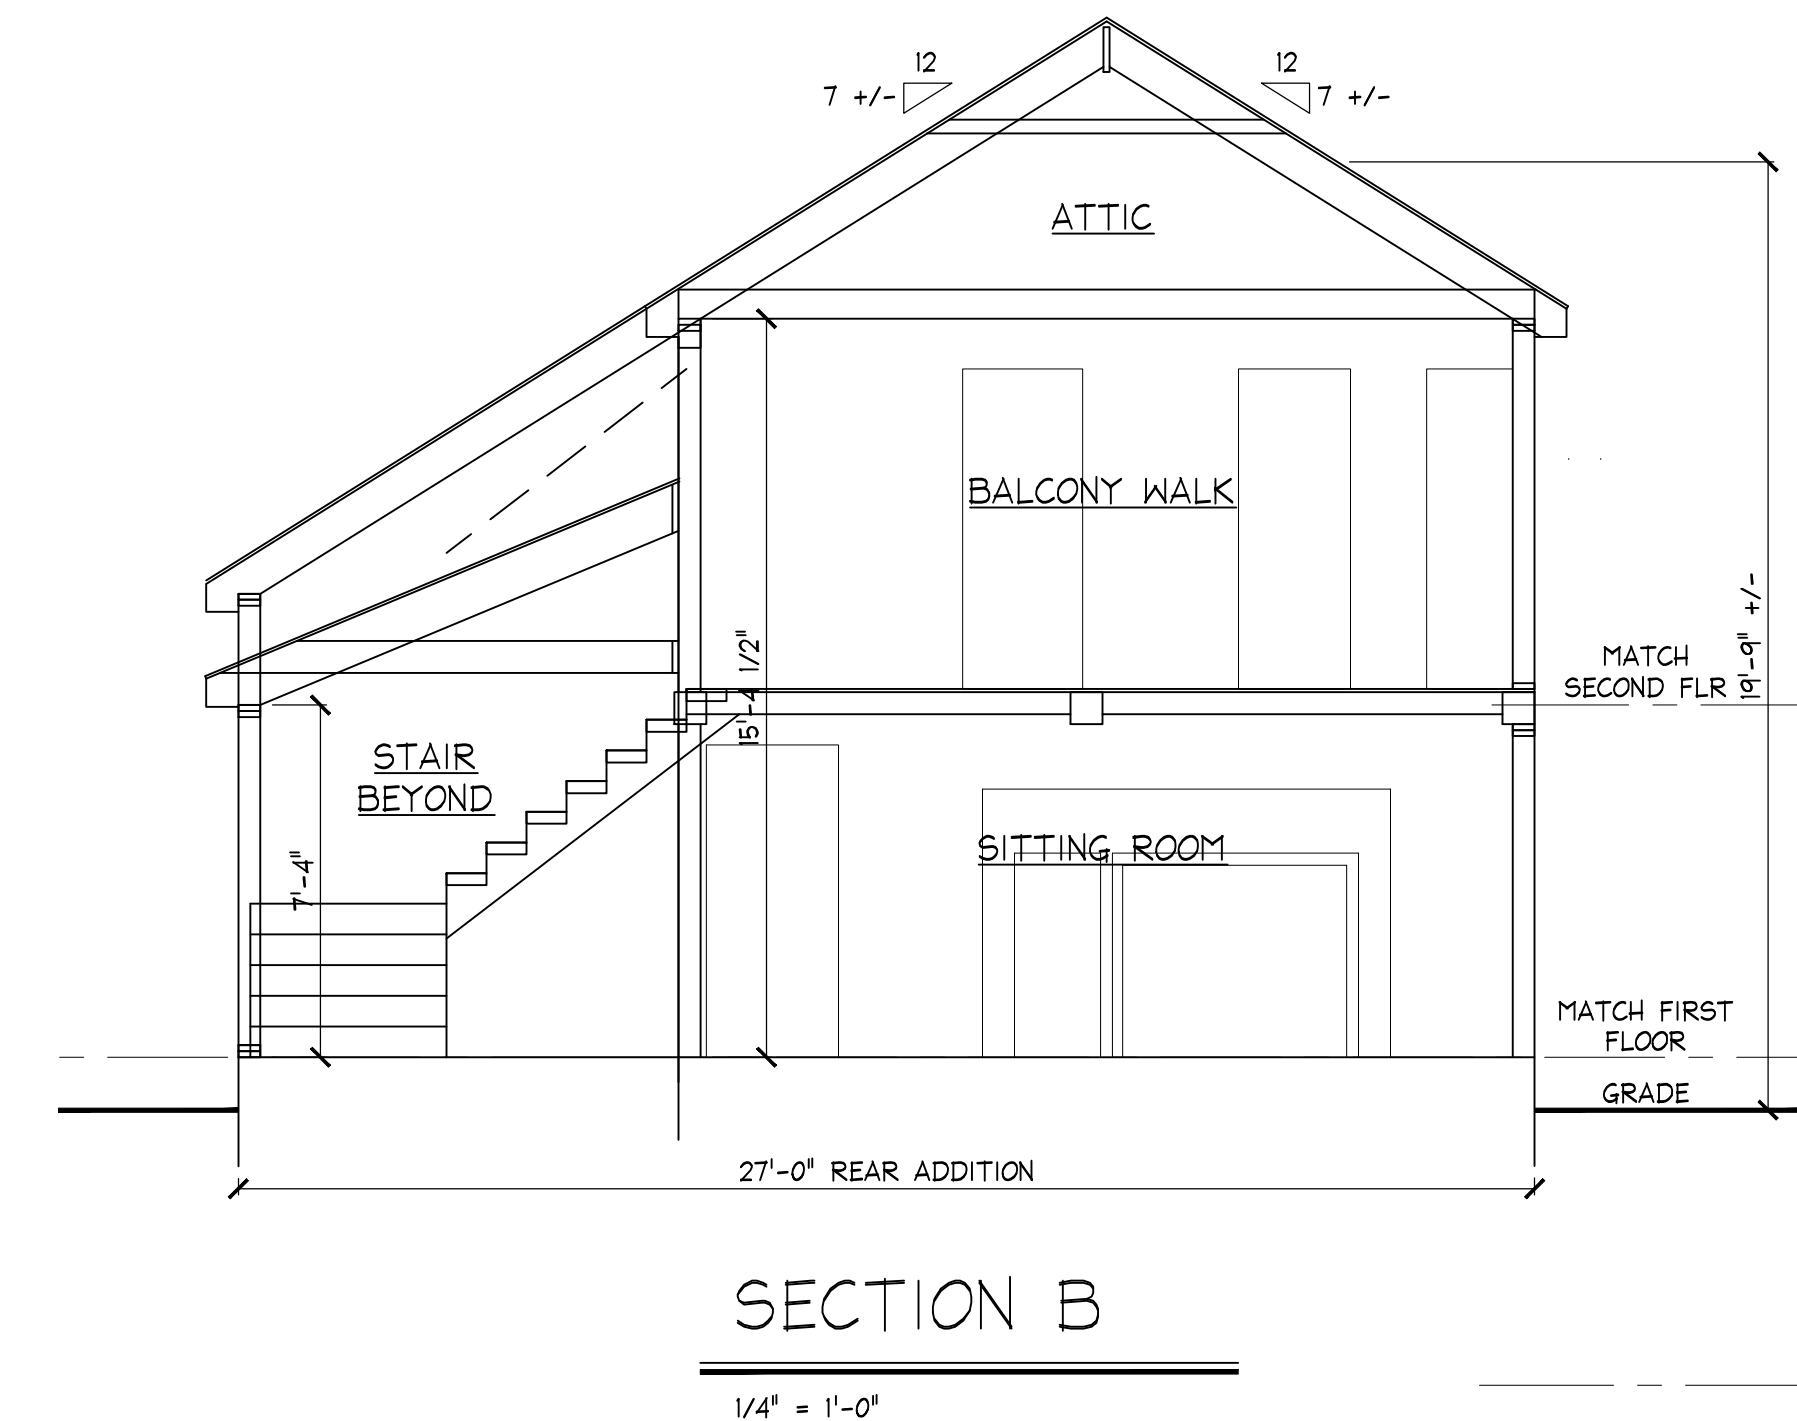 12
12
7 +/-
7 +/-
ATTIC
BALCONY WALK
MATCH
SECOND FLR
19'-9" +/-
15'-4 1/2"
STAIR
BEYOND
SITTING ROOM
7'-4"
MATCH FIRST
FLOOR
GRADE
27'-0" REAR ADDITION
SECTION B
1/4" = 1'-0"